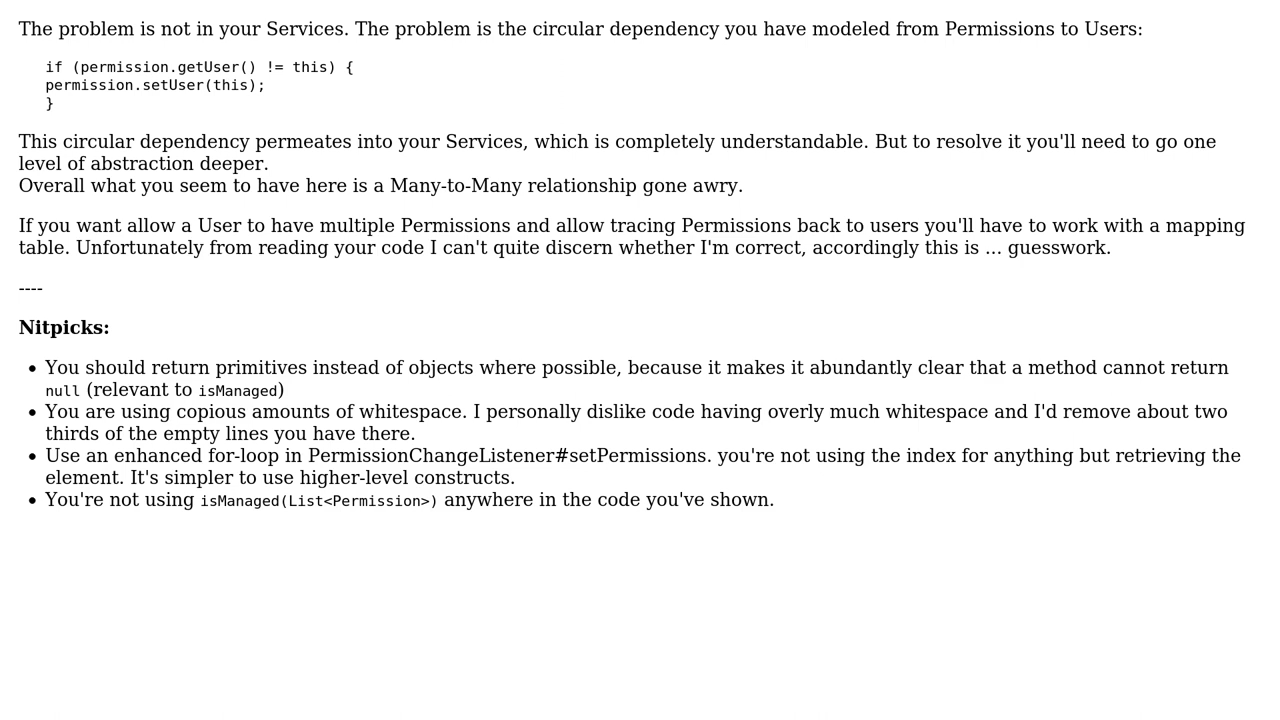 The problem is not in your Services. The problem is the circular dependency you have modeled from Permissions to Users:
if (permission.getUser() != this) {
permission.setUser(this);
}
This circular dependency permeates into your Services, which is completely understandable. But to resolve it you'll need to go one
level of abstraction deeper.
Overall what you seem to have here is a Many-to-Many relationship gone awry.
If you want allow a User to have multiple Permissions and allow tracing Permissions back to users you'll have to work with a mapping
table. Unfortunately from reading your code I can't quite discern whether I'm correct, accordingly this is ... guesswork.
----
Nitpicks:
• You should return primitives instead of objects where possible, because it makes it abundantly clear that a method cannot return
null (relevant to isManaged)
• You are using copious amounts of whitespace. I personally dislike code having overly much whitespace and I'd remove about two
thirds of the empty lines you have there.
• Use an enhanced for-loop in PermissionChangeListener#setPermissions. you're not using the index for anything but retrieving the
element. It's simpler to use higher-level constructs.
• You're not using isManaged(List<Permission>) anywhere in the code you've shown.